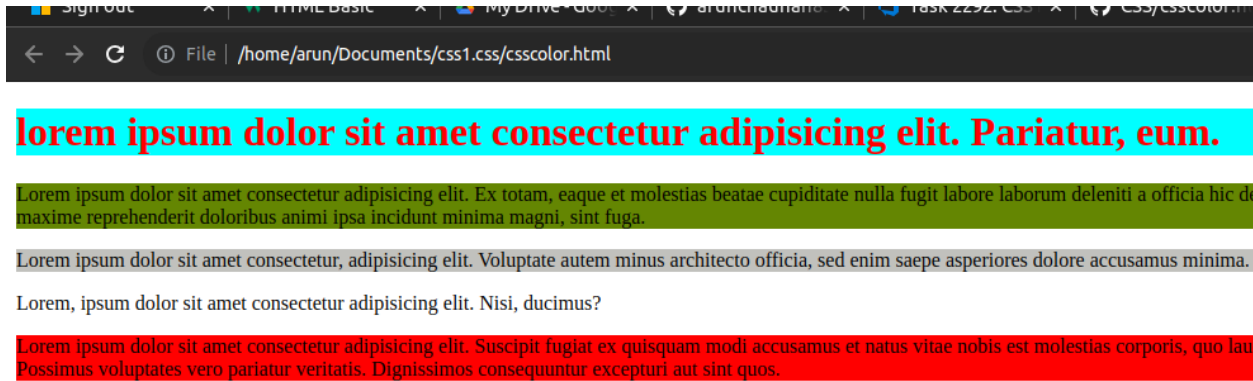 Sign out × HTML Basic × My Drive - Goog × × Task 2292: CSS ×
File | /home/arun/Documents/css1.css/csscolor.html
lorem ipsum dolor sit amet consectetur adipisicing elit. Pariatur, eum.
Lorem ipsum dolor sit amet consectetur adipisicing elit. Ex totam, eaque et molestias beatae cupiditate nulla fugit labore laborum deleniti a officia hic
maxime reprehenderit doloribus animi ipsa incidunt minima magni, sint fuga.
Lorem ipsum dolor sit amet consectetur, adipisicing elit. Voluptate autem minus architecto officia, sed enim saepe asperiores dolore accusamus minima.
Lorem, ipsum dolor sit amet consectetur adipisicing elit. Nisi, ducimus?
Lorem ipsum dolor sit amet consectetur adipisicing elit. Suscipit fugiat ex quisquam modi accusamus et natus vitae nobis est molestias corporis, quo lau
Possimus voluptates vero pariatur veritatis. Dignissimos consequuntur excepturi aut sint quos.